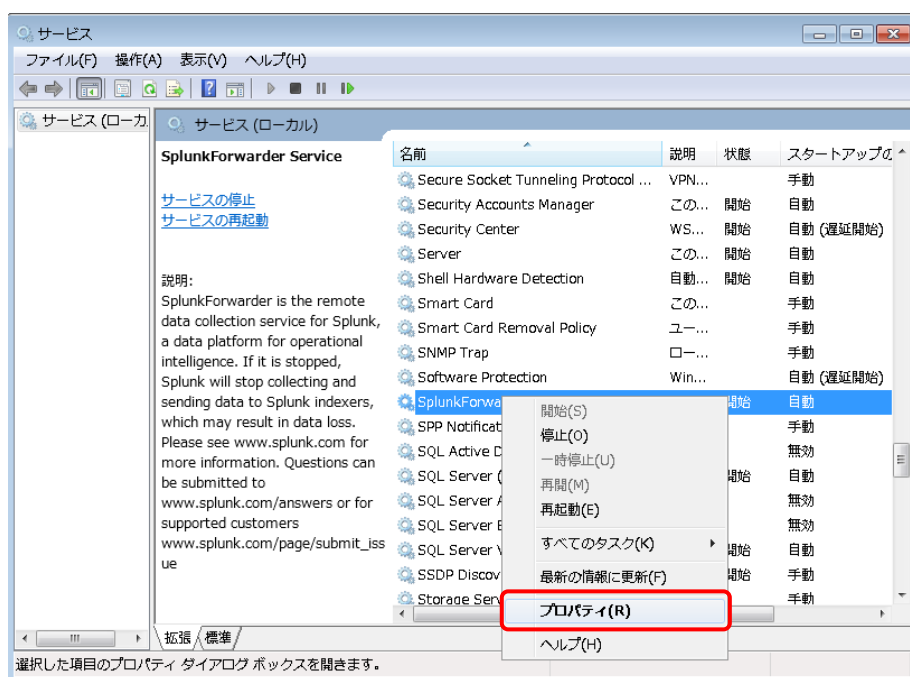 サービス
ファイル(F) 操作(A) 表示(V) ヘルプ(H)
サービス (ローカ
サービス (ローカル)
SplunkForwarder Service
サービスの停止
サービスの再起動
説明:
SplunkForwarder is the remote
data collection service for Splunk,
a data platform for operational
intelligence. If it is stopped,
Splunk will stop collecting and
sending data to Splunk indexers,
which may result in data loss.
Please see www.splunk.com for
more information. Questions can
be submitted to
www.splunk.com/answers or for
supported customers
www.splunk.com/page/submit_iss
ue
名前 説明 状態 スタートアップの
Secure Socket Tunneling Protocol ... VPN... 手動
Security Accounts Manager この... 開始 自動
Security Center WS... 開始 自動 (遅延開始)
Server この... 開始 自動
Shell Hardware Detection 自動... 開始 自動
Smart Card この... 手動
Smart Card Removal Policy ユー... 手動
SNMP Trap ロー... 手動
Software Protection Win... 自動 (遅延開始)
SplunkForwa 開始 自動
SPP Notificat 手動
SQL Active D 無効
SQL Server ( 開始 自動
SQL Server A 無効
SQL Server B 無効
SQL Server V 開始 自動
SSDP Discov 開始 手動
Storage Serv 手動
開始(S)
停止(O)
一時停止(U)
再開(M)
再起動(E)
すべてのタスク(K)
最新の情報に更新(F)
プロパティ(R)
ヘルプ(H)
拡張 標準
選択した項目のプロパティ ダイアログ ボックスを開きます。